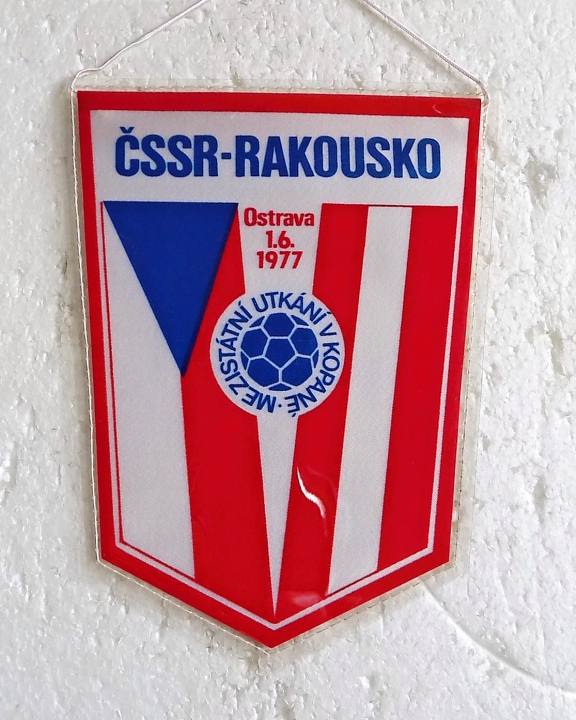 ČSSR-RAKOUSKO
Ostrava
1.6.
1977
MEZISTÁTNÍ UTKÁNÍ V KOPANÉ ·